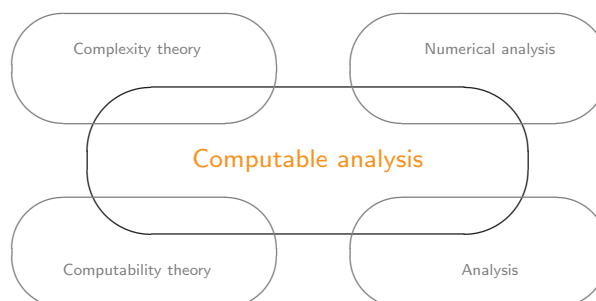 Complexity theory
Numerical analysis
Computable analysis
Computability theory
Analysis